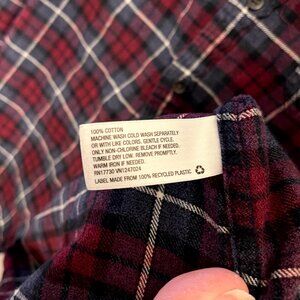 100% COTTON
MACHINE WASH COLD WASH SEPARATELY
OR WITH LIKE COLORS, GENTLE CYCLE.
ONLY NON-CHLORINE BLEACH IF NEEDED.
TUMBLE DRY LOW. REMOVE PROMPTLY.
WARM IRON IF NEEDED.
RN17730 VN1247024
LABEL MADE FROM 100% RECYCLED PLASTIC